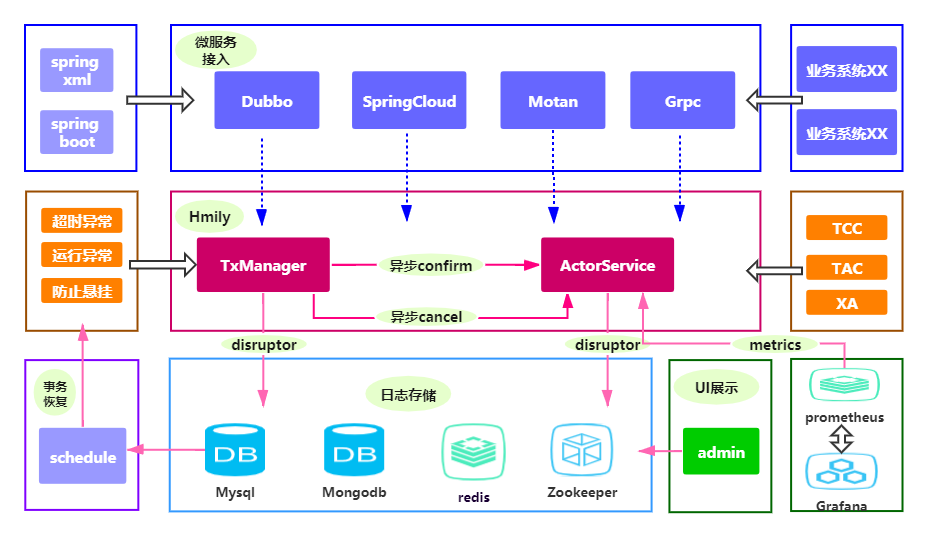 spring
xml
spring
boot
微服务
接入
Dubbo
SpringCloud
Motan
Grpc
业务系统XX
业务系统XX
超时异常
运行异常
防止悬挂
Hmily
TxManager
异步confirm
ActorService
异步cancel
TCC
TAC
XA
disruptor
disruptor
metrics
事务
恢复
schedule
日志存储
Mysql
Mongodb
redis
Zookeeper
DB
DB
UI展示
admin
prometheus
Grafana